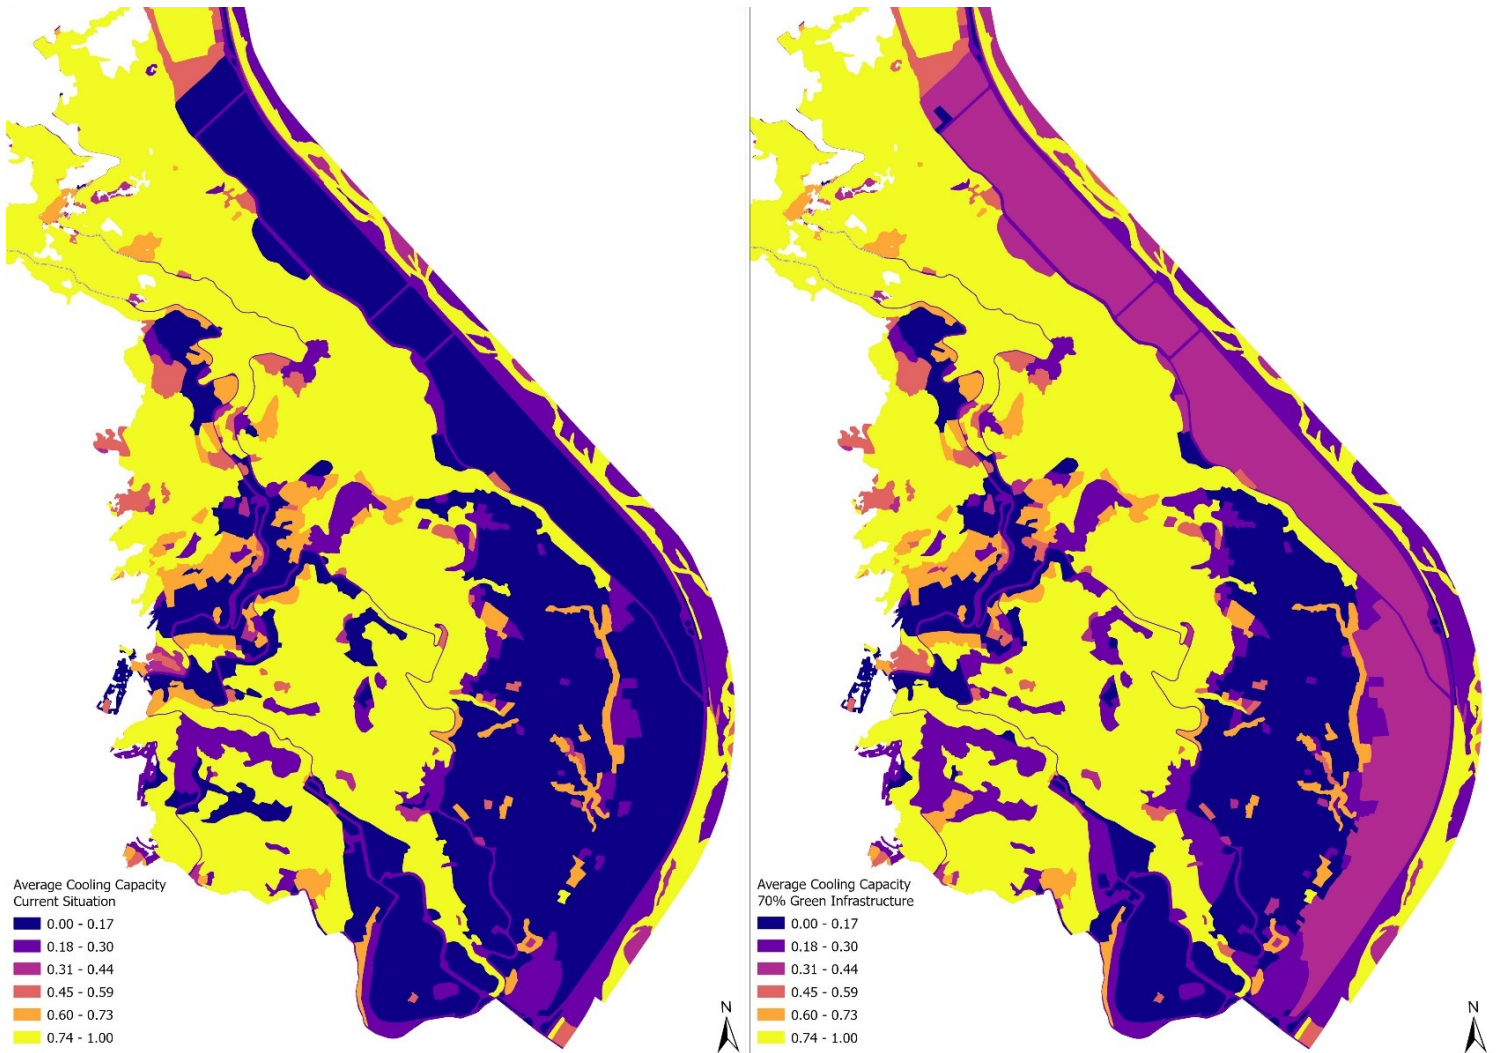 Average Cooling Capacity
Current Situation
0.00 - 0.17
0.18 - 0.30
0.31 - 0.44
0.45 - 0.59
0.60 - 0.73
0.74 - 1.00
N
Average Cooling Capacity
70% Green Infrastructure
0.00 - 0.17
0.18 - 0.30
0.31 - 0.44
0.45 - 0.59
0.60 - 0.73
0.74 - 1.00
N